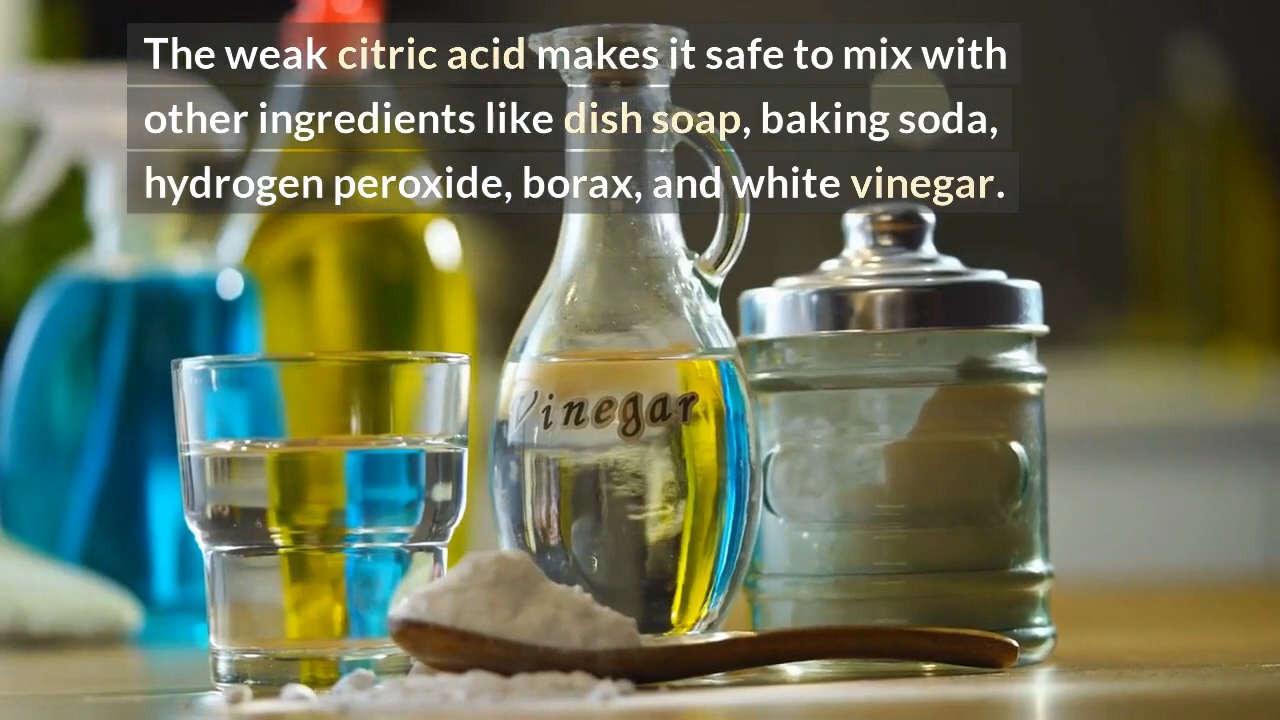 The weak citric acid makes it safe to mix with
other ingredients like dish soap, baking soda,
hydrogen peroxide, borax, and white vinegar.
Vinegar